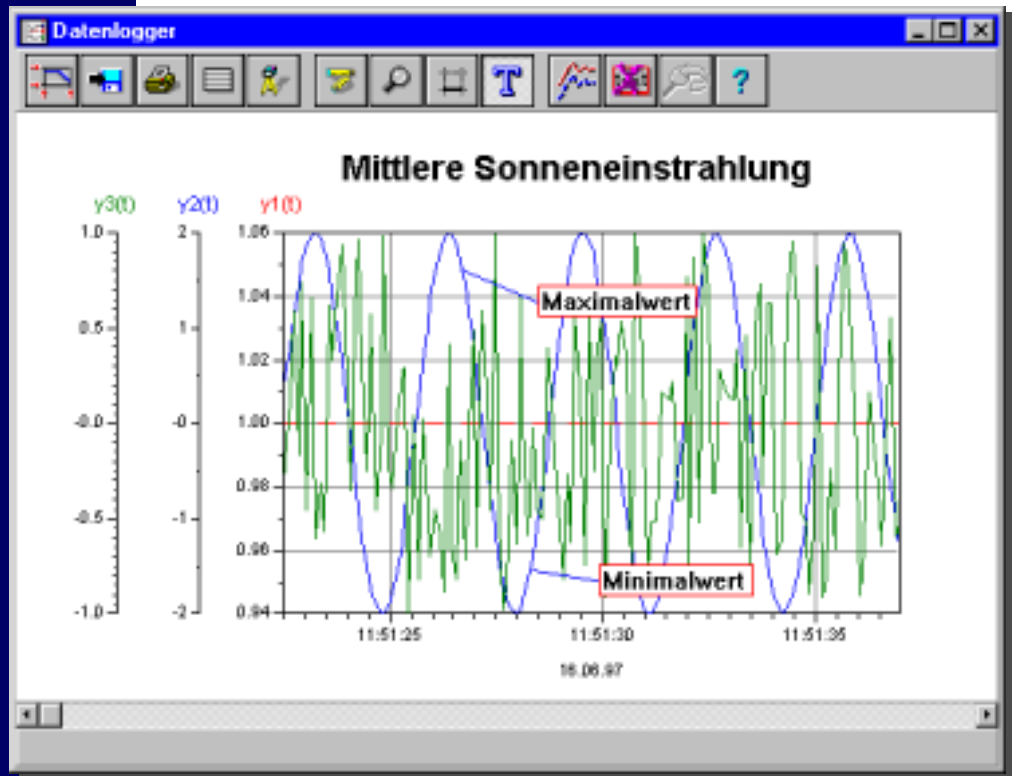 Datenlogger
T ?
Mittlere Sonneneinstrahlung
y3(t) y2(t) y1(t)
1.0 2 1.06
1.04
Maximalwert
0.5 1
1.02
-0.0 -0 1.00
0.98
-0.5 -1
0.96
Minimalwert
-1.0 -2 0.94
11:51:25 11:51:30 11:51:35
16.06.97